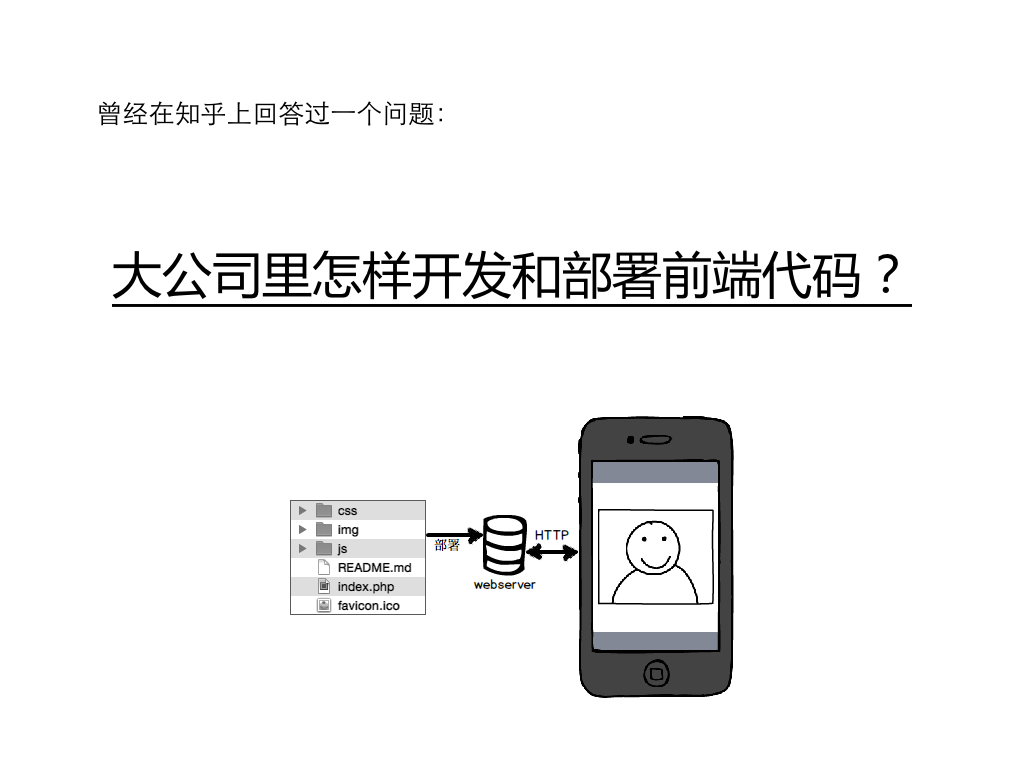 曾经在知乎上回答过一个问题：
大公司里怎样开发和部署前端代码？
css
img
js
README.md
index.php
favicon.ico
部署
webserver
HTTP